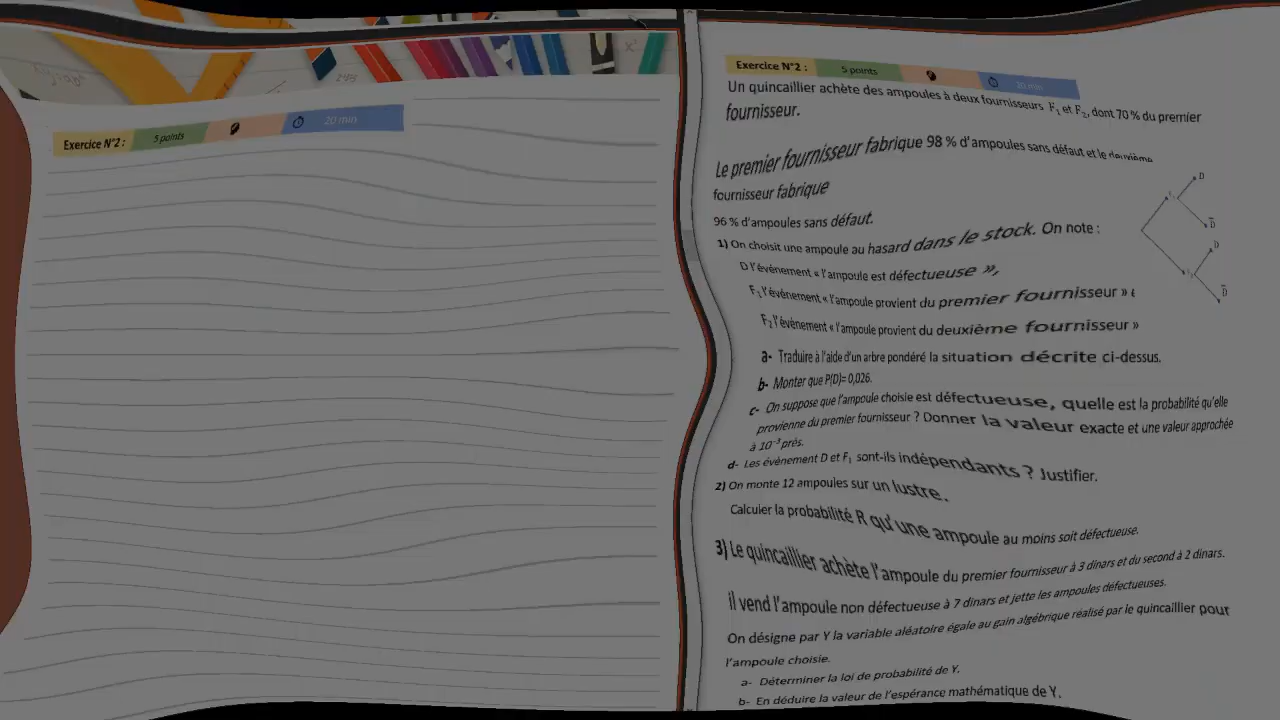 Exercice N°2 :
5 points
20 min
Exercice N°2 :
5 points
20 min
Un quincaillier achète des ampoules à deux fournisseurs F₁ et F₂, dont 70 % du premier
fournisseur.
Le premier fournisseur fabrique 98 % d'ampoules sans défaut et le deuxième
fournisseur fabrique
96 % d'ampoules sans défaut.
1) On choisit une ampoule au hasard dans le stock. On note :
D l'événement « l'ampoule est défectueuse »,
F₁ l'événement « l'ampoule provient du premier fournisseur » e
F₂ l'événement « l'ampoule provient du deuxième fournisseur »
a- Traduire à l'aide d'un arbre pondéré la situation décrite ci-dessus.
b- Monter que P(D)= 0,026.
c- On suppose que l'ampoule choisie est défectueuse, quelle est la probabilité qu'elle
provienne du premier fournisseur ? Donner la valeur exacte et une valeur approchée
à 10⁻³ près.
d- Les évènement D et F₁ sont-ils indépendants ? Justifier.
2) On monte 12 ampoules sur un lustre.
Calculer la probabilité R qu'une ampoule au moins soit défectueuse.
3) Le quincaillier achète l'ampoule du premier fournisseur à 3 dinars et du second à 2 dinars.
il vend l'ampoule non défectueuse à 7 dinars et jette les ampoules défectueuses.
On désigne par Y la variable aléatoire égale au gain algébrique réalisé par le quincaillier pour
l'ampoule choisie.
a- Déterminer la loi de probabilité de Y.
b- En déduire la valeur de l'espérance mathématique de Y.
D
F₁
D̅
D
F₂
D̅